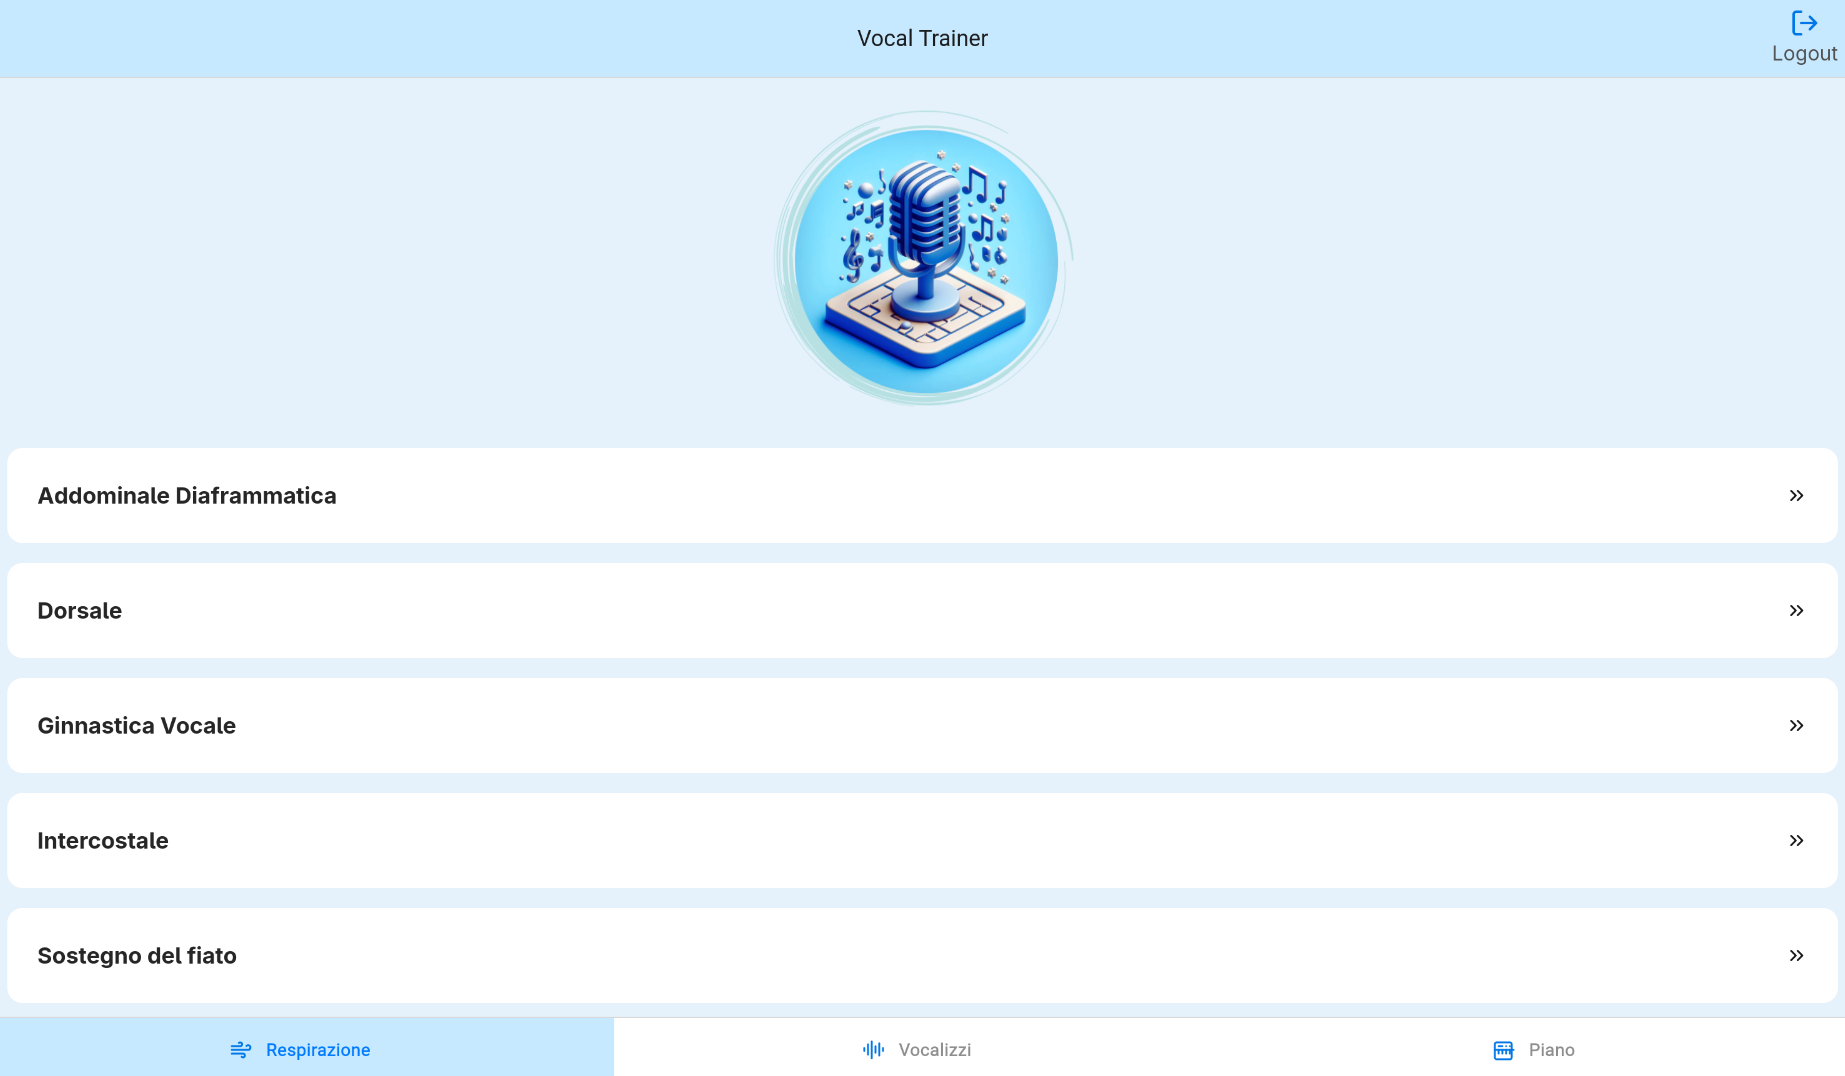 Vocal Trainer
Logout
Addominale Diaframmatica
Dorsale
Ginnastica Vocale
Intercostale
Sostegno del fiato
Respirazione
Vocalizzi
Piano